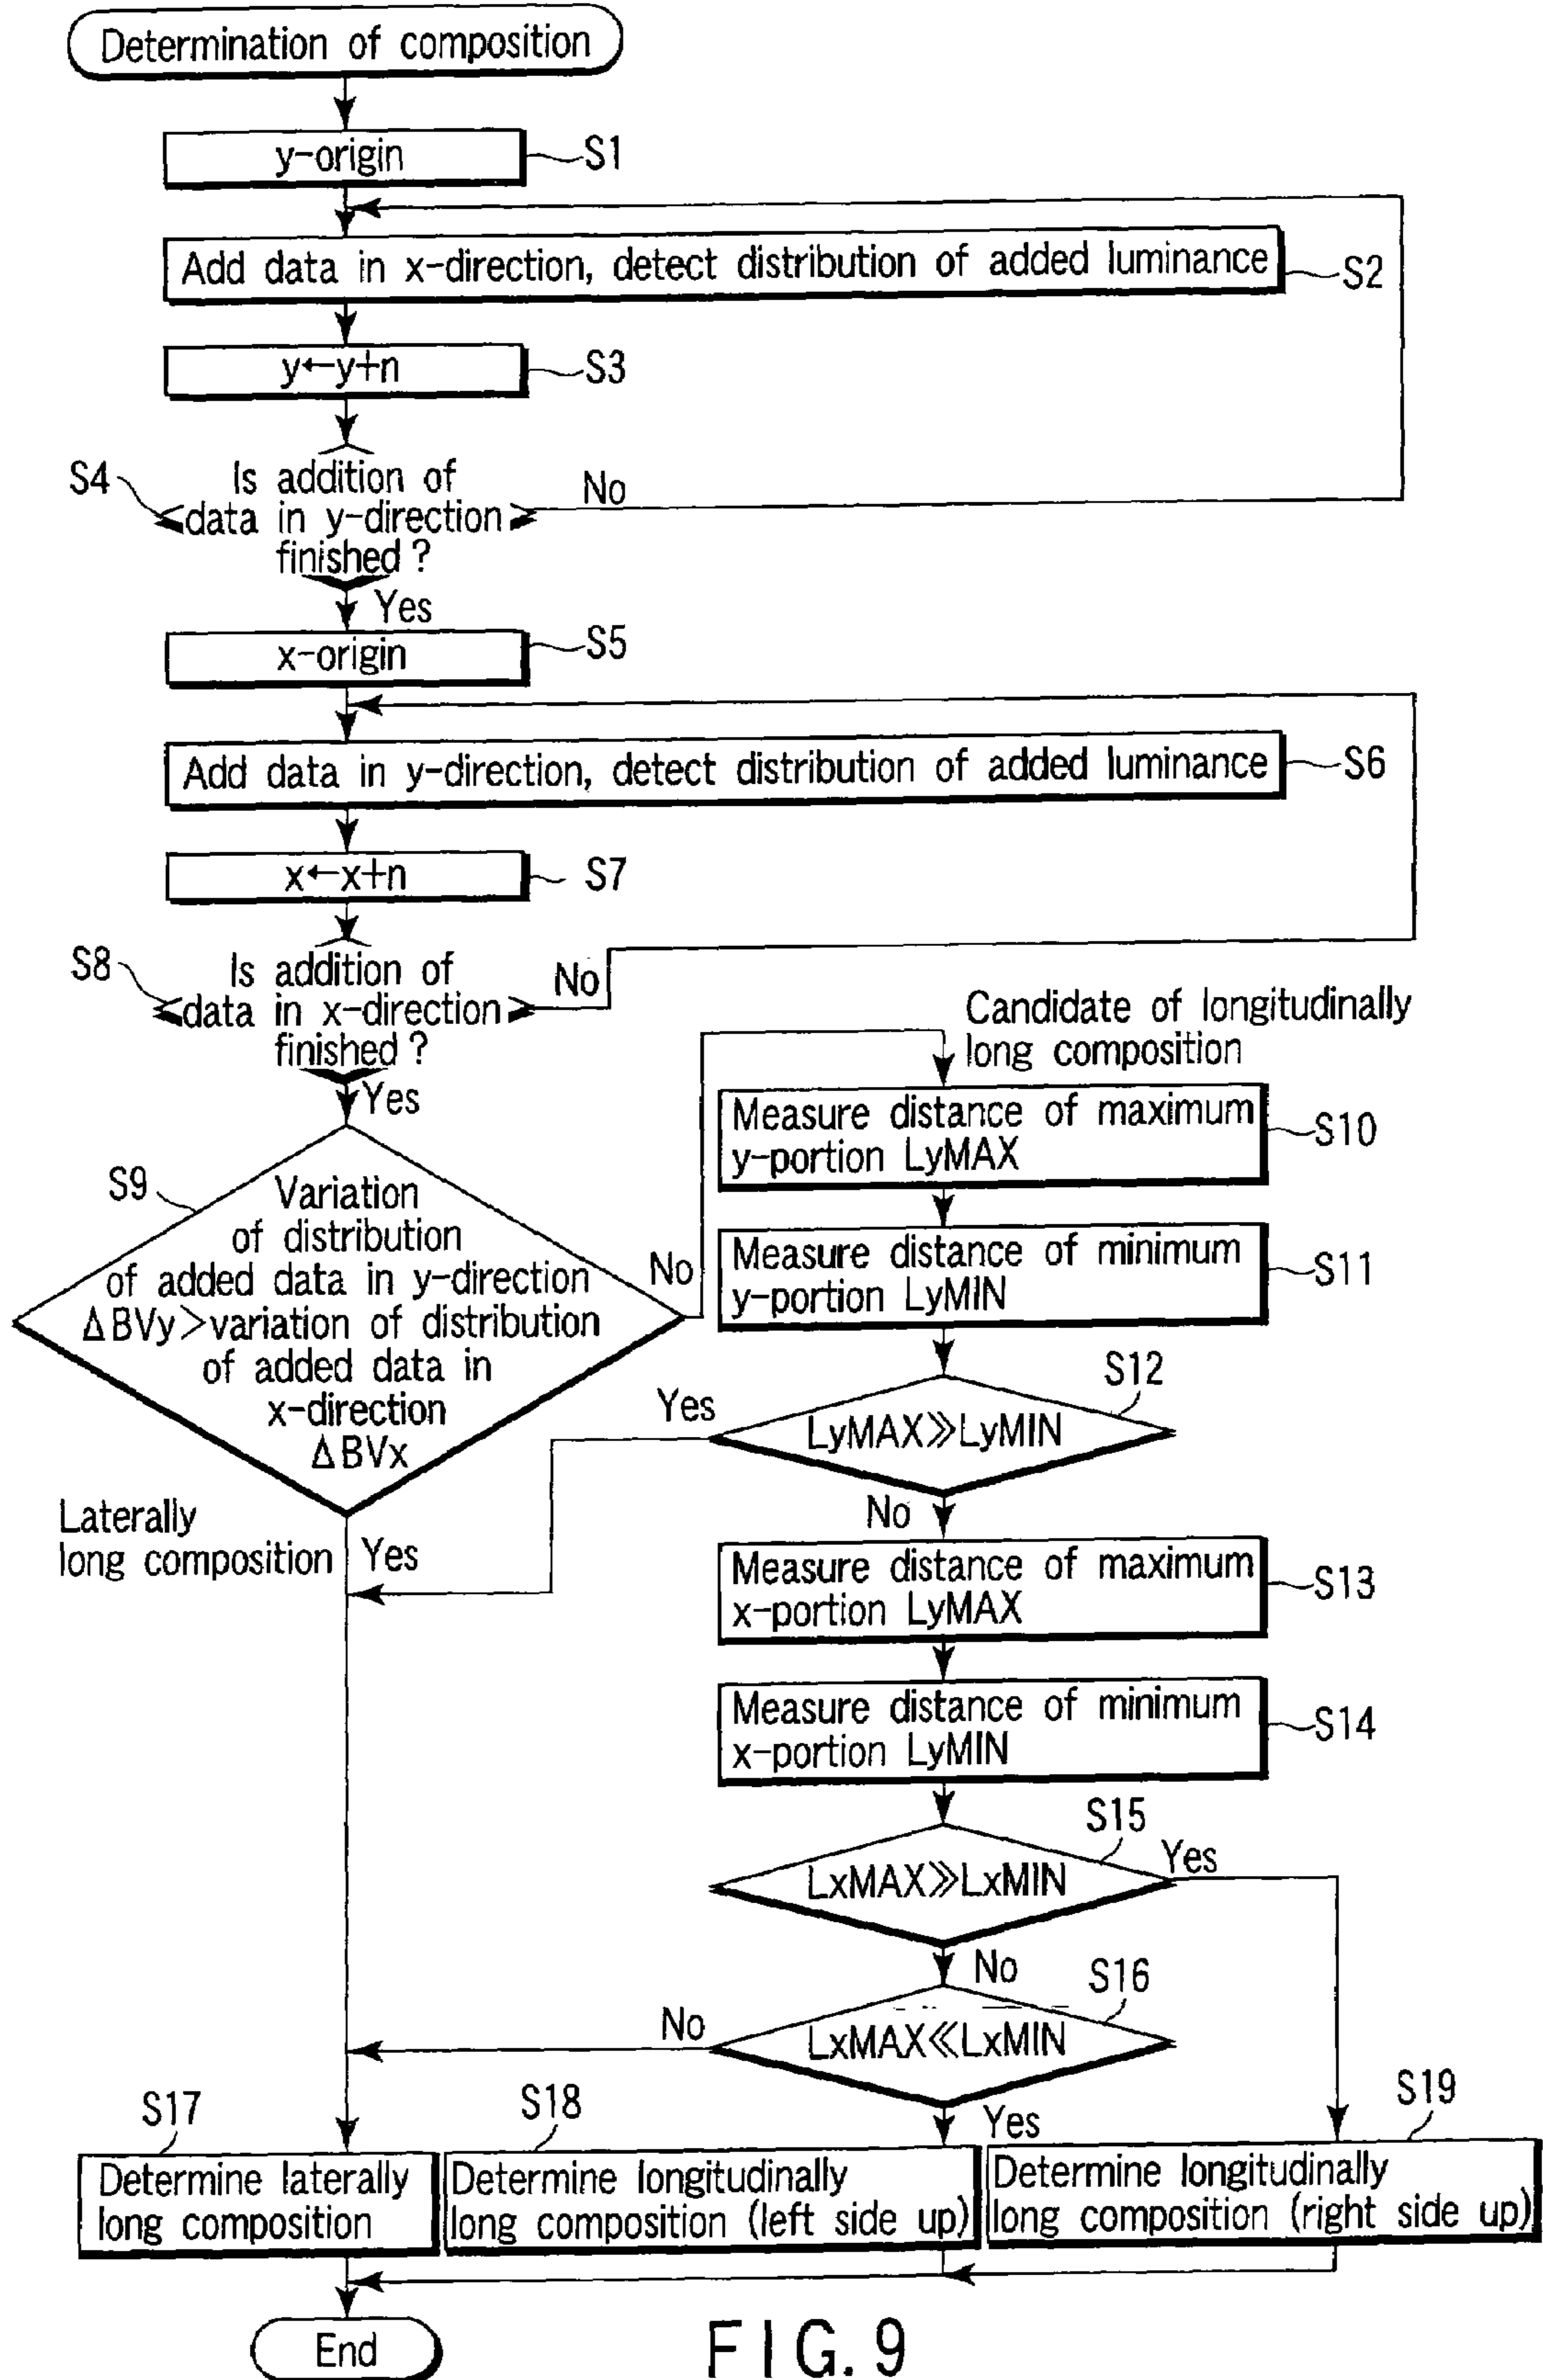 Determination of composition
y-origin
S1
Add data in x-direction, detect distribution of added luminance
S2
y←y+n
S3
S4
Is addition of
data in y-direction
finished?
No
Yes
x-origin
S5
Add data in y-direction, detect distribution of added luminance
S6
x←x+n
S7
S8
Is addition of
data in x-direction
finished?
No
Yes
Candidate of longitudinally
long composition
S9
Variation
of distribution
of added data in y-direction
ΔBVy>variation of distribution
of added data in
x-direction
ΔBVx
No
Laterally
long composition
Yes
Measure distance of maximum
y-portion LyMAX
S10
Measure distance of minimum
y-portion LyMIN
S11
S12
LyMAX≫LyMIN
Yes
No
Measure distance of maximum
x-portion LyMAX
S13
Measure distance of minimum
x-portion LyMIN
S14
S15
LxMAX≫LxMIN
Yes
No
S16
LxMAX≪LxMIN
No
Yes
S17
Determine laterally
long composition
S18
Determine longitudinally
long composition (left side up)
S19
Determine longitudinally
long composition (right side up)
End
FIG. 9